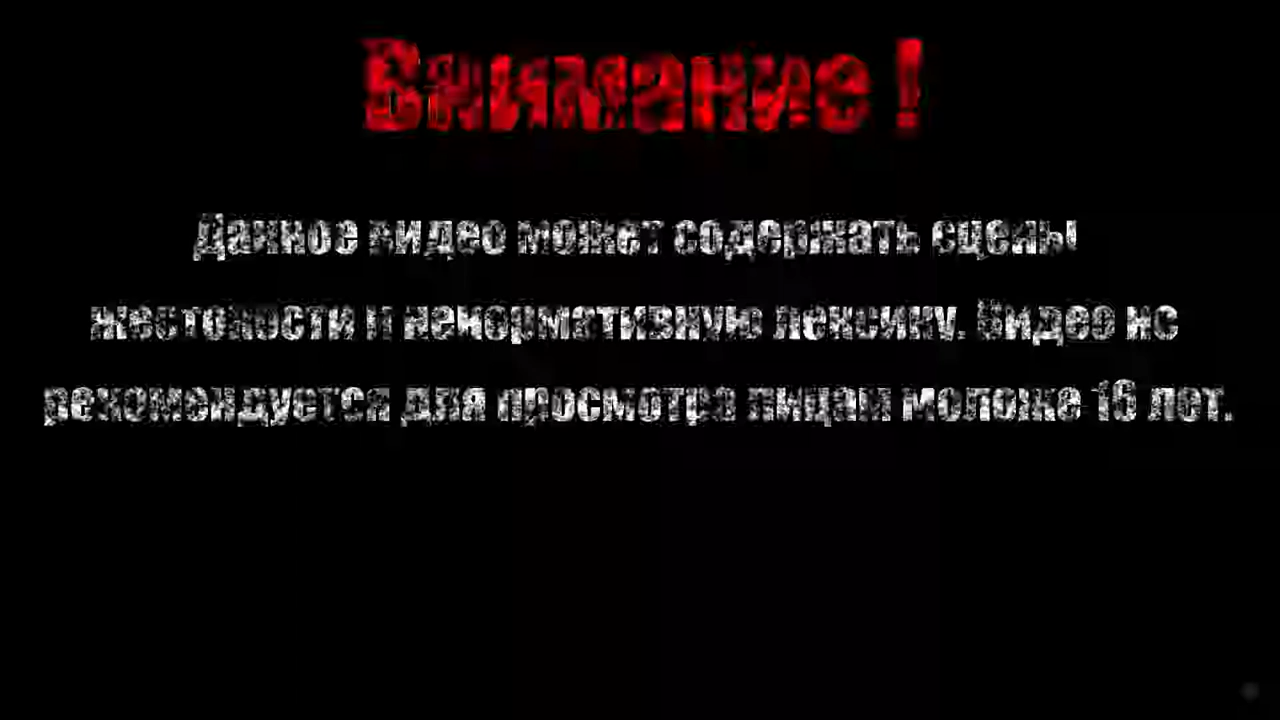 Внимание !
Данное видео может содержать сцены
жестокости и ненормативную лексику. Видео не
рекомендуется для просмотра лицам моложе 16 лет.